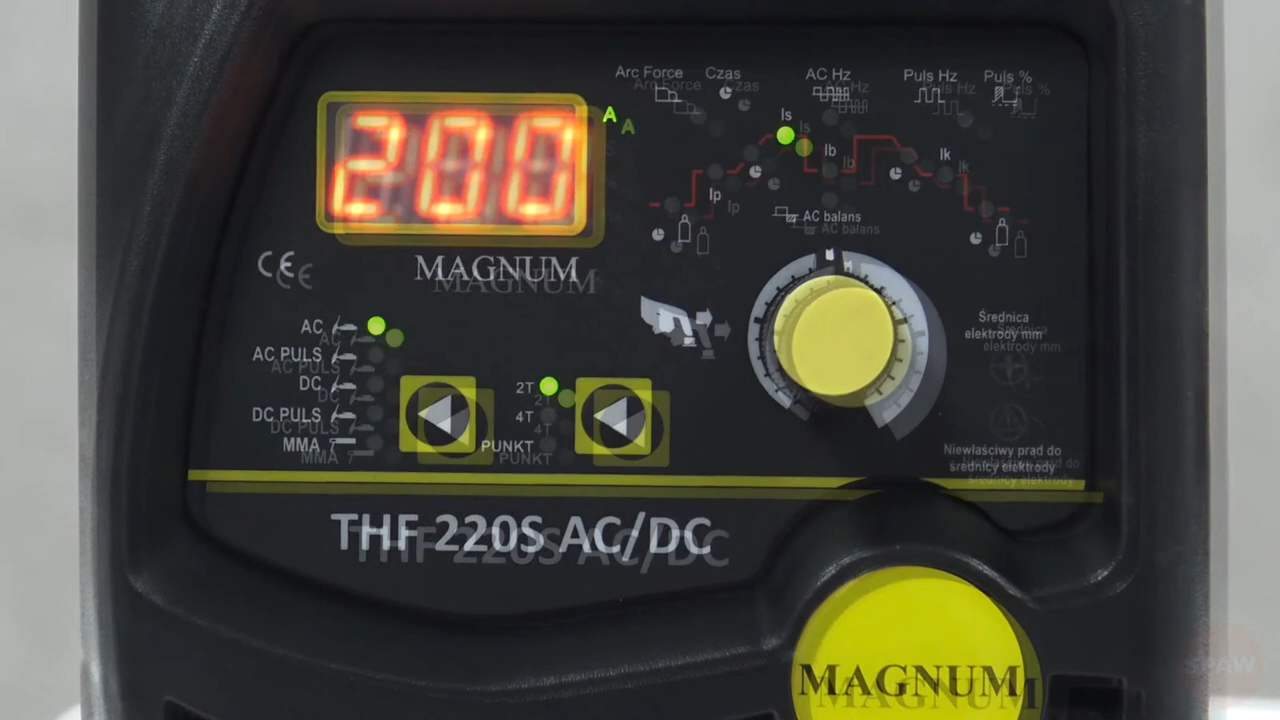 Arc Force Czas AC Hz Puls Hz Puls %
200 A
Is
Ib
Ik
Ip
AC balans
CE
MAGNUM
Średnica
elektrody mm
AC
AC PULS
DC
DC PULS
MMA
2T
4T
PUNKT
Niewłaściwy prąd do
średnicy elektrody
THF 220S AC/DC
MAGNUM
SPAW